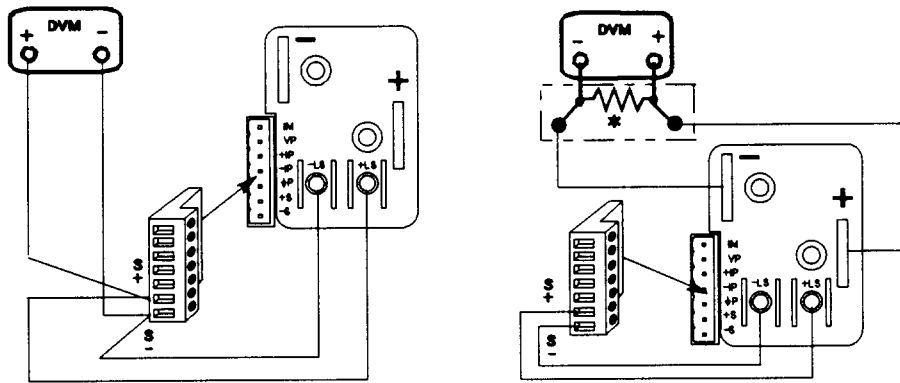 DVM
+ -
- +
IM
VP
+IP
-IP
↓P
+S
-S
-LS +LS
S +
S -
- DVM +
*
- +
IM
VP
+IP
-IP
↓P
+S
-S
-LS +LS
S +
S -